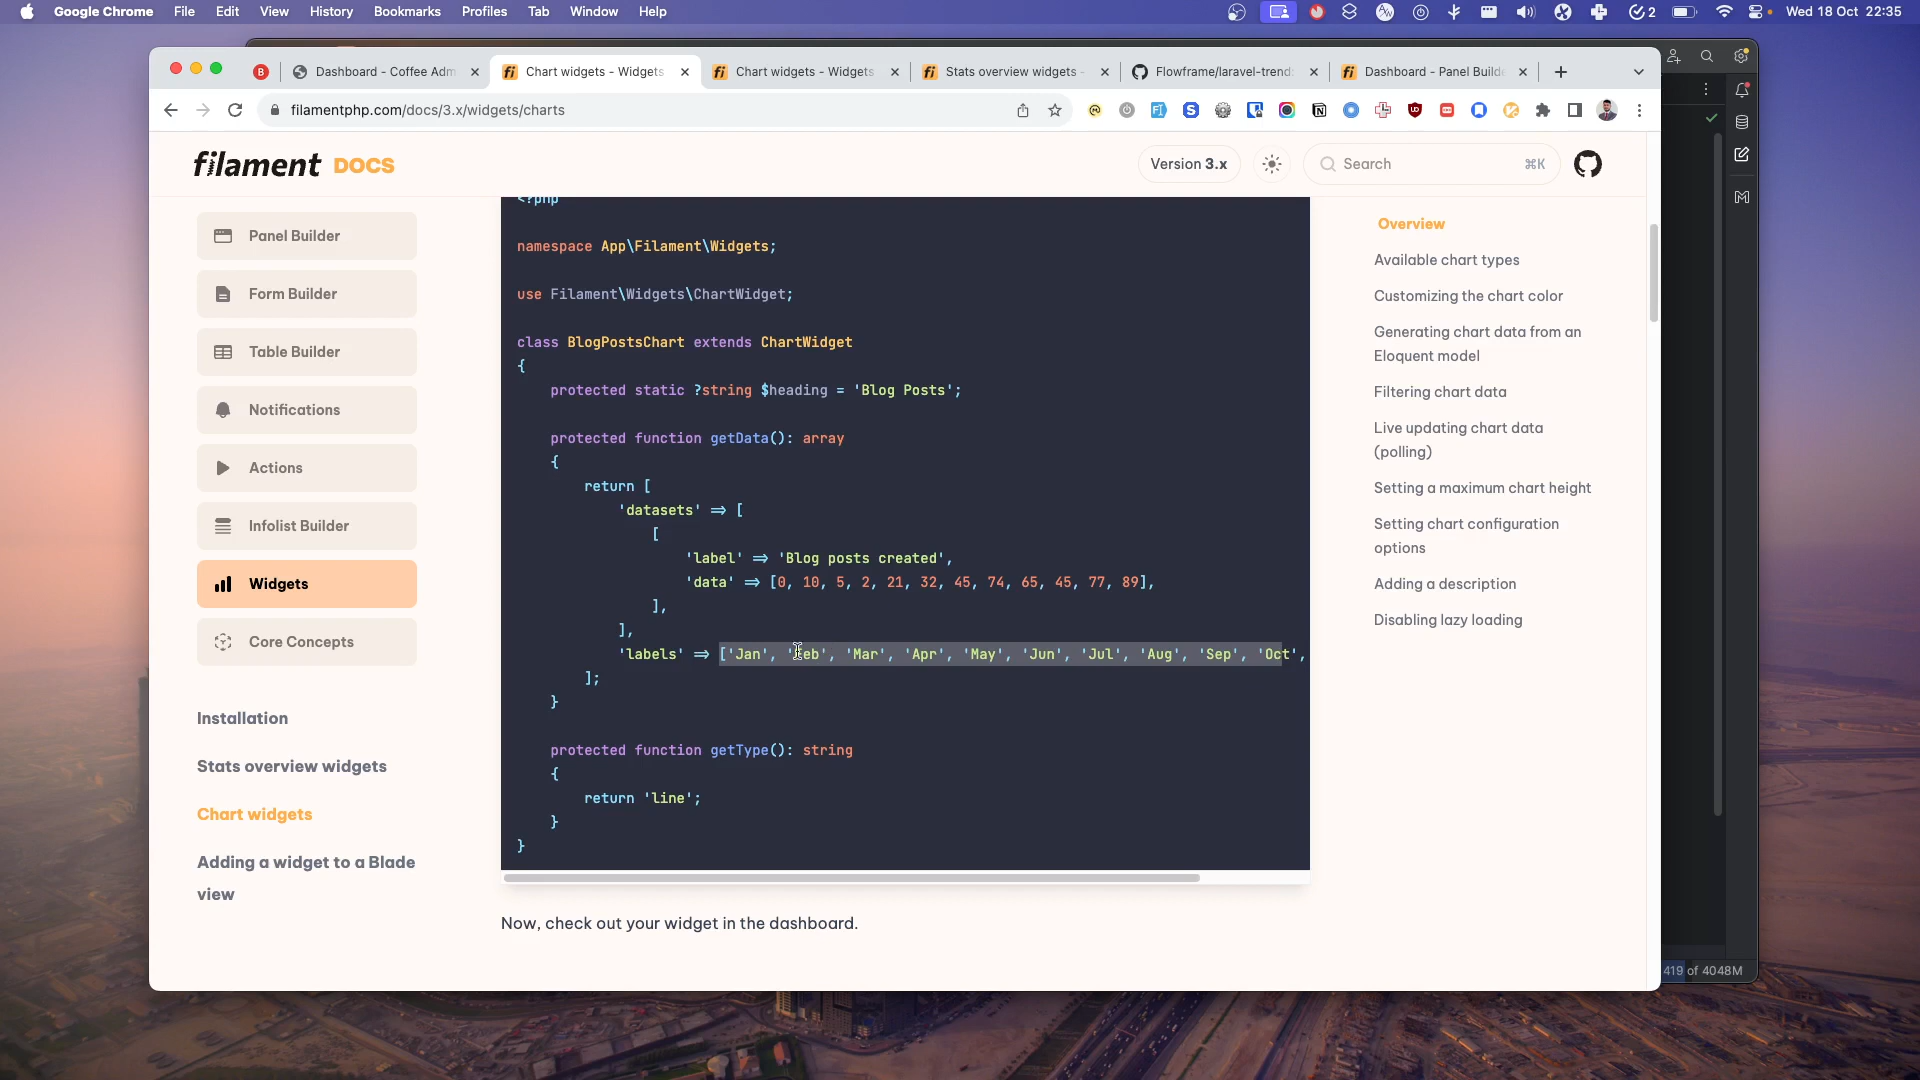 Google Chrome File Edit View History Bookmarks Profiles Tab Window Help 2 Wed 18 Oct 22:35
B Dashboard - Coffee Adm Chart widgets - Widgets Chart widgets - Widgets Stats overview widgets - Flowframe/laravel-trend: Dashboard - Panel Builde
filamentphp.com/docs/3.x/widgets/charts
filament DOCS
Version 3.x
Search ⌘K
Panel Builder
Form Builder
Table Builder
Notifications
Actions
Infolist Builder
Widgets
Core Concepts
Installation
Stats overview widgets
Chart widgets
Adding a widget to a Blade
view
<?php
namespace App\Filament\Widgets;
use Filament\Widgets\ChartWidget;
class BlogPostsChart extends ChartWidget
{
protected static ?string $heading = 'Blog Posts';
protected function getData(): array
{
return [
'datasets' => [
[
'label' => 'Blog posts created',
'data' => [0, 10, 5, 2, 21, 32, 45, 74, 65, 45, 77, 89],
],
],
'labels' => ['Jan', 'Feb', 'Mar', 'Apr', 'May', 'Jun', 'Jul', 'Aug', 'Sep', 'Oct',
];
}
protected function getType(): string
{
return 'line';
}
}
Now, check out your widget in the dashboard.
Overview
Available chart types
Customizing the chart color
Generating chart data from an
Eloquent model
Filtering chart data
Live updating chart data
(polling)
Setting a maximum chart height
Setting chart configuration
options
Adding a description
Disabling lazy loading
419 of 4048M